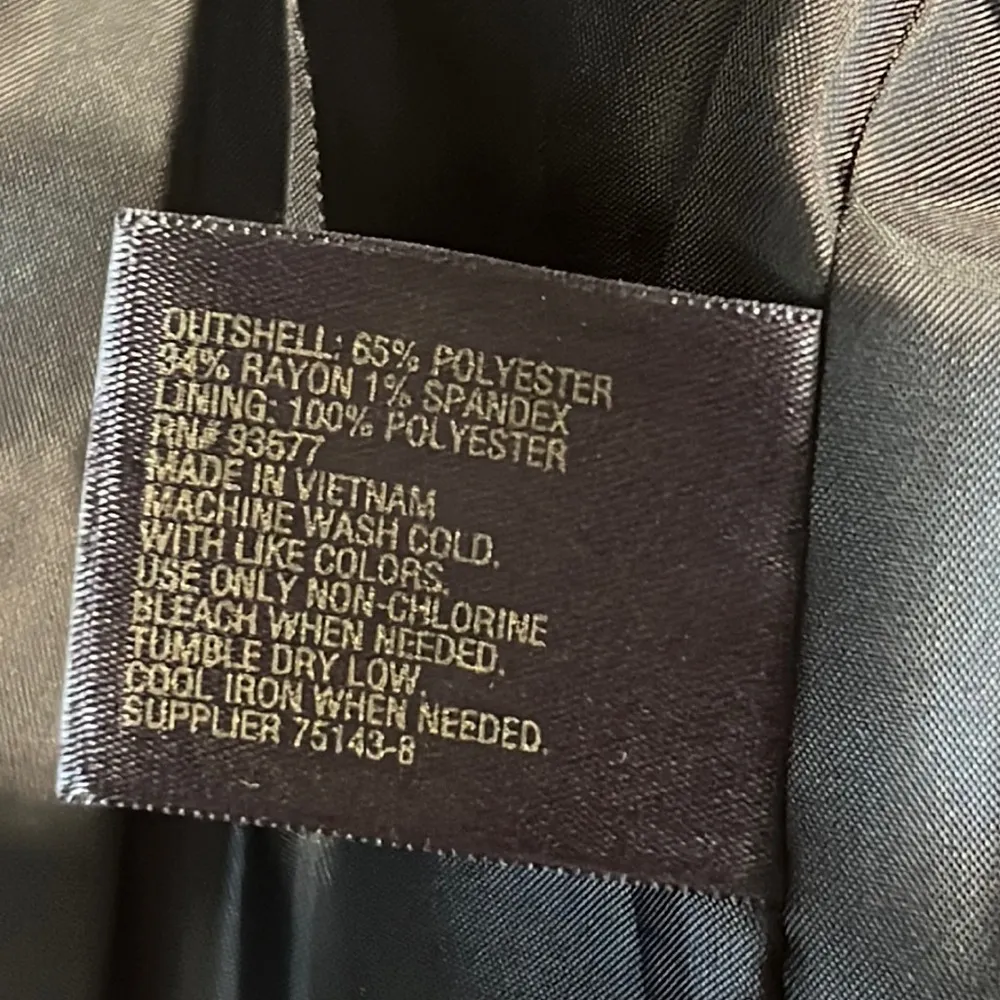 OUTSHELL: 65% POLYESTER
34% RAYON 1% SPANDEX
LINING: 100% POLYESTER
RN# 93677
MADE IN VIETNAM
MACHINE WASH COLD.
WITH LIKE COLORS.
USE ONLY NON-CHLORINE
BLEACH WHEN NEEDED.
TUMBLE DRY LOW.
COOL IRON WHEN NEEDED.
SUPPLIER 75143-8